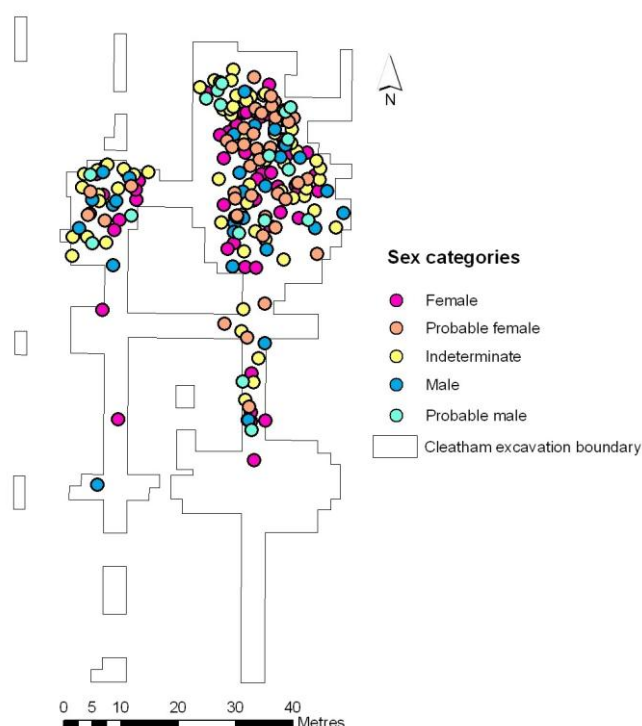 N
Sex categories
Female
Probable female
Indeterminate
Male
Probable male
Cleatham excavation boundary
0 5 10 20 30 40
Metres